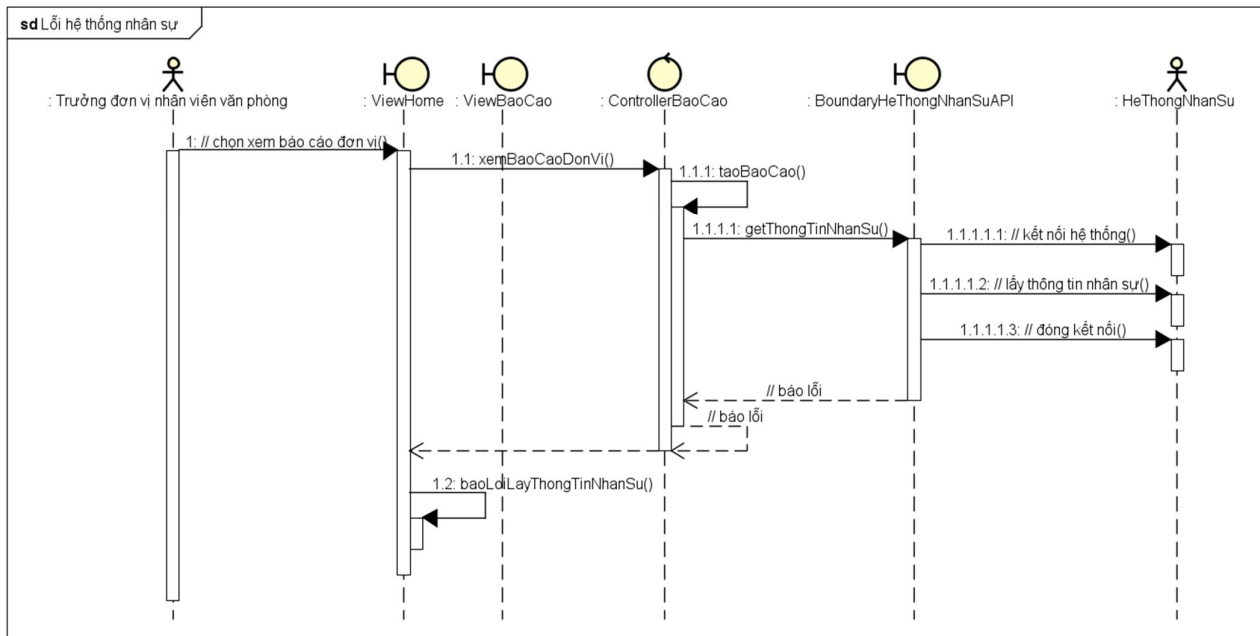 sd Lỗi hệ thống nhân sự
: Trưởng đơn vị nhân viên văn phòng
: ViewHome
: ViewBaoCao
: ControllerBaoCao
: BoundaryHeThongNhanSuAPI
: HeThongNhanSu
1: // chọn xem báo cáo đơn vị()
1.1: xemBaoCaoDonVi()
1.1.1: taoBaoCao()
1.1.1.1: getThongTinNhanSu()
1.1.1.1.1: // kết nối hệ thống()
1.1.1.1.2: // lấy thông tin nhân sự()
1.1.1.1.3: // đóng kết nối()
// báo lỗi
// báo lỗi
1.2: baoLoiLayThongTinNhanSu()